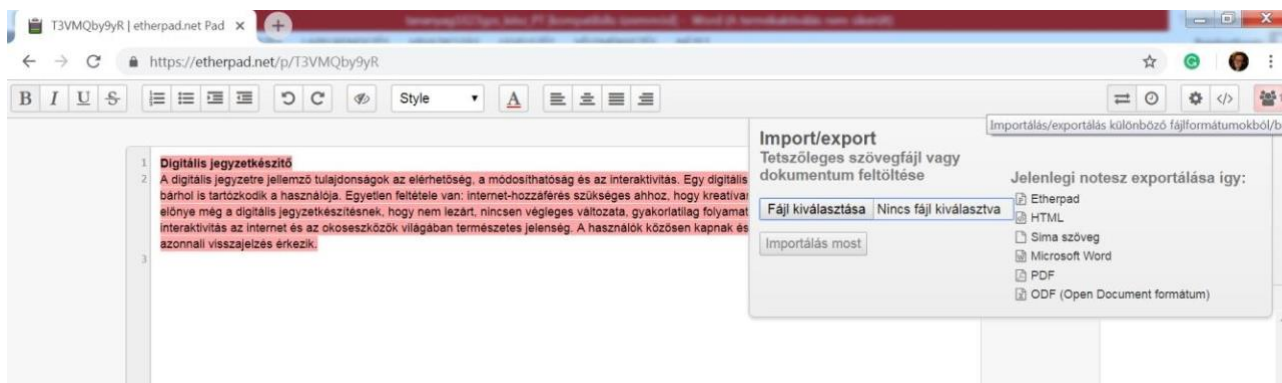 T3VMQby9yR | etherpad.net Pad
https://etherpad.net/p/T3VMQby9yR
B I U S Style A
Importálás/exportálás különböző fájlformátumokból/b
Import/export
Tetszőleges szövegfájl vagy
dokumentum feltöltése
Fájl kiválasztása Nincs fájl kiválasztva
Importálás most
Jelenlegi notesz exportálása így:
Etherpad
HTML
Sima szöveg
Microsoft Word
PDF
ODF (Open Document formátum)
1 Digitális jegyzetkészítő
2 A digitális jegyzetre jellemző tulajdonságok az elérhetőség, a módosíthatóság és az interaktivitás. Egy digitális
bárhol is tartózkodik a használója. Egyetlen feltétele van: internet-hozzáférés szükséges ahhoz, hogy kreatívan
előnye még a digitális jegyzetkészítésnek, hogy nem lezárt, nincsen végleges változata, gyakorlatilag folyamat
interaktivitás az internet és az okoseszközök világában természetes jelenség. A használók közösen kapnak és
azonnali visszajelzés érkezik.
3